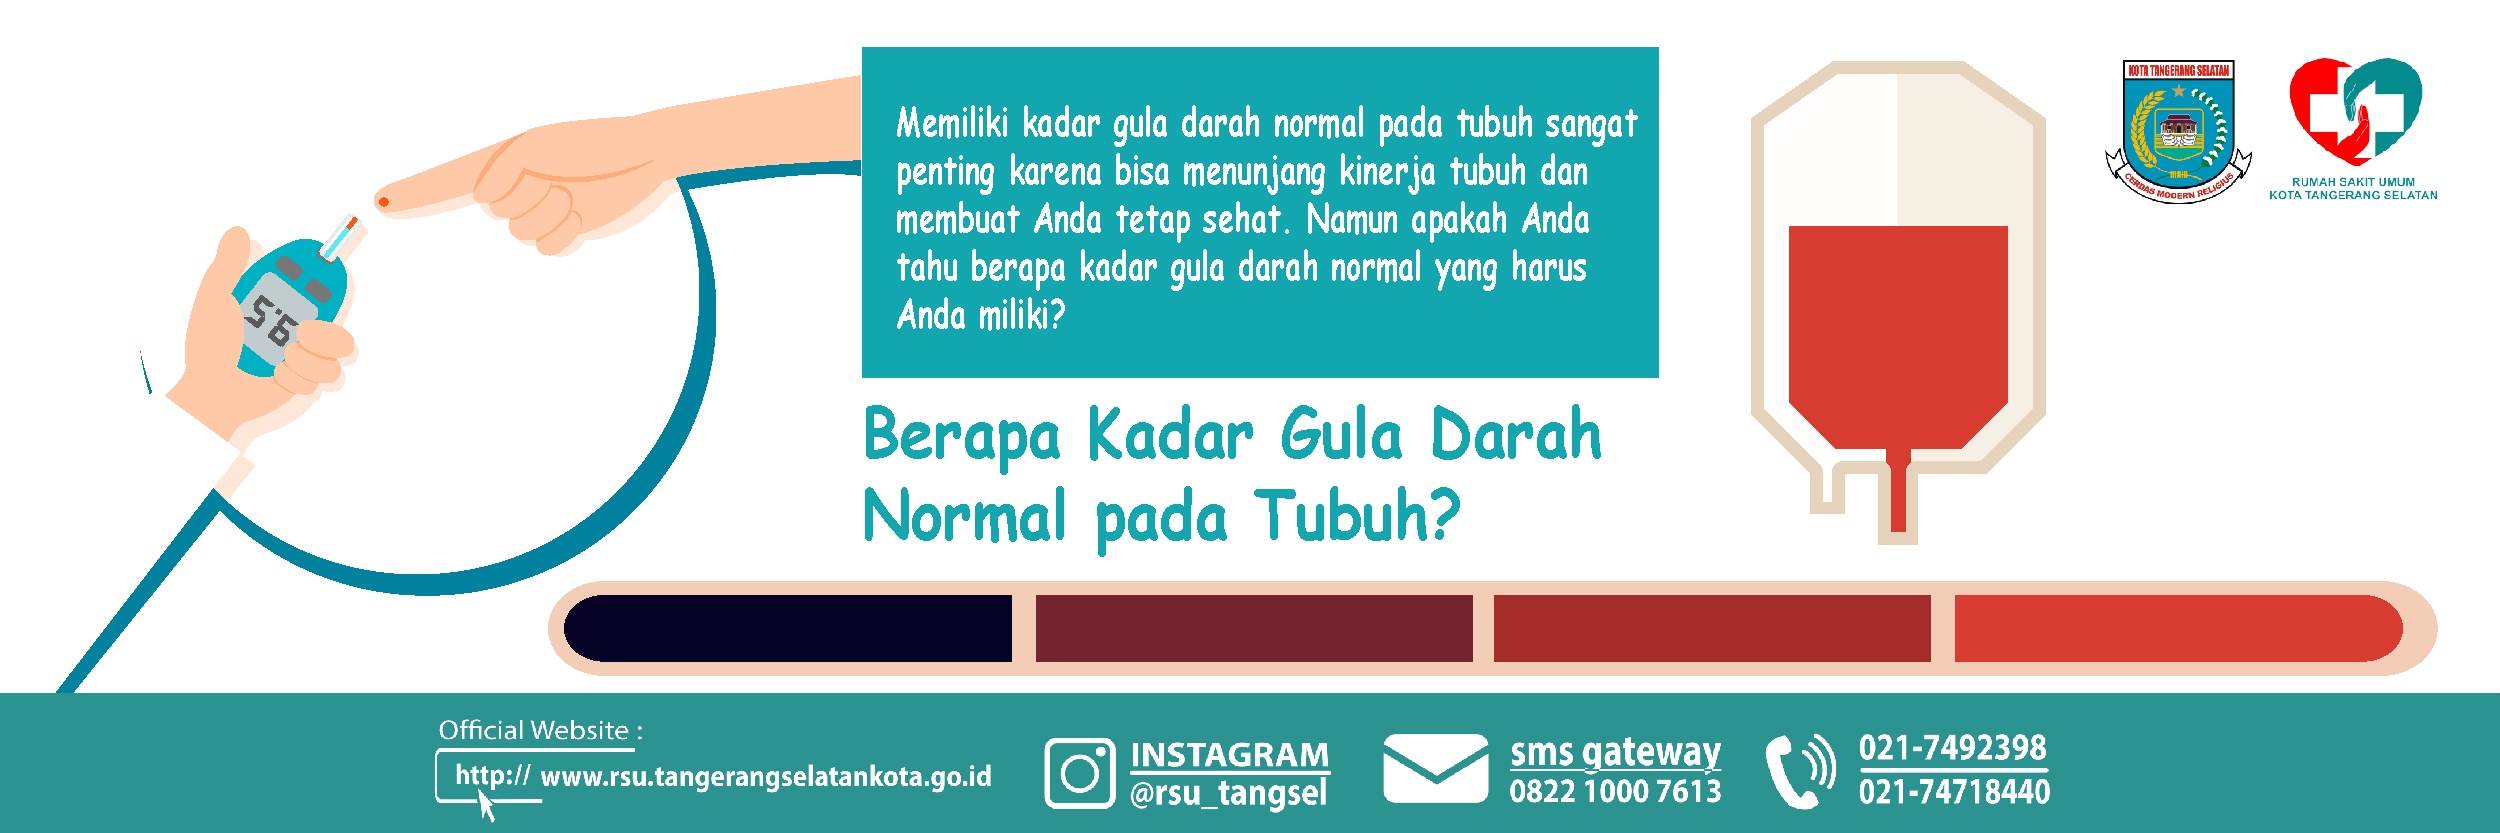 Memiliki kadar gula darah normal pada tubuh sangat
penting karena bisa menunjang kinerja tubuh dan
membuat Anda tetap sehat. Namun apakah Anda
tahu berapa kadar gula darah normal yang harus
Anda miliki?
Berapa Kadar Gula Darah
Normal pada Tubuh?
5:8
KOTA TANGERANG SELATAN
CERDAS MODERN RELIGIUS
RUMAH SAKIT UMUM
KOTA TANGERANG SELATAN
Official Website :
http:// www.rsu.tangerangselatankota.go.id
INSTAGRAM
@rsu_tangsel
sms gateway
0822 1000 7613
021-7492398
021-74718440